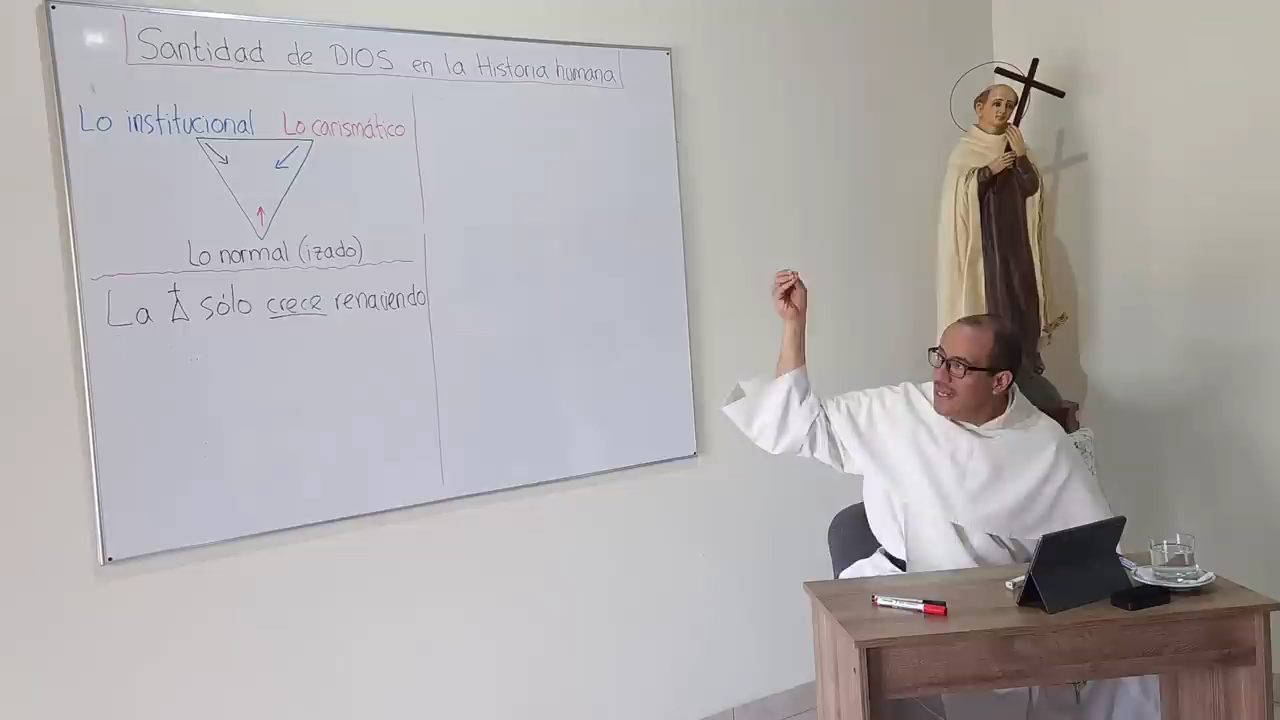 Santidad de DIOS en la Historia humana
Lo institucional Lo carismático
Lo normal (izado)
La sólo crece renaciendo